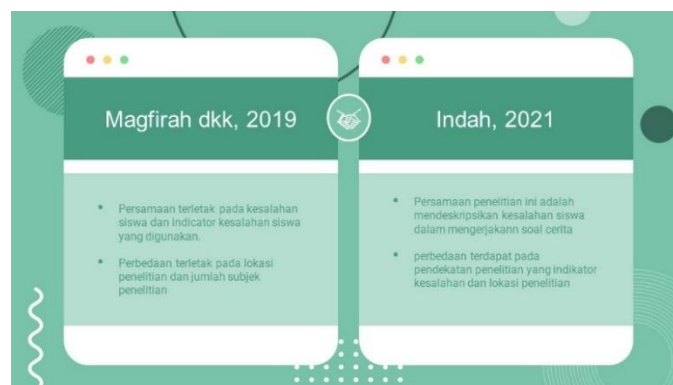 Magfirah dkk, 2019
• Persamaan terletak pada kesalahan
siswa dan indicator kesalahan siswa
yang digunakan.
• Perbedaan terletak pada lokasi
penelitian dan jumlah subjek
penelitian
Indah, 2021
• Persamaan penelitian ini adalah
mendeskripsikan kesalahan siswa
dalam mengerjakann soal cerita
• perbedaan terdapat pada
pendekatan penelitian yang indikator
kesalahan dan lokasi penelitian